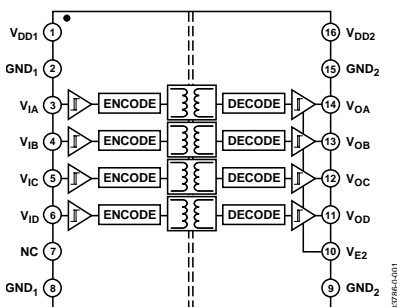 VDD1 1 16 VDD2
GND1 2 15 GND2
VIA 3 ENCODE DECODE 14 VOA
VIB 4 ENCODE DECODE 13 VOB
VIC 5 ENCODE DECODE 12 VOC
VID 6 ENCODE DECODE 11 VOD
NC 7 10 VE2
GND1 8 9 GND2
03786-0-001